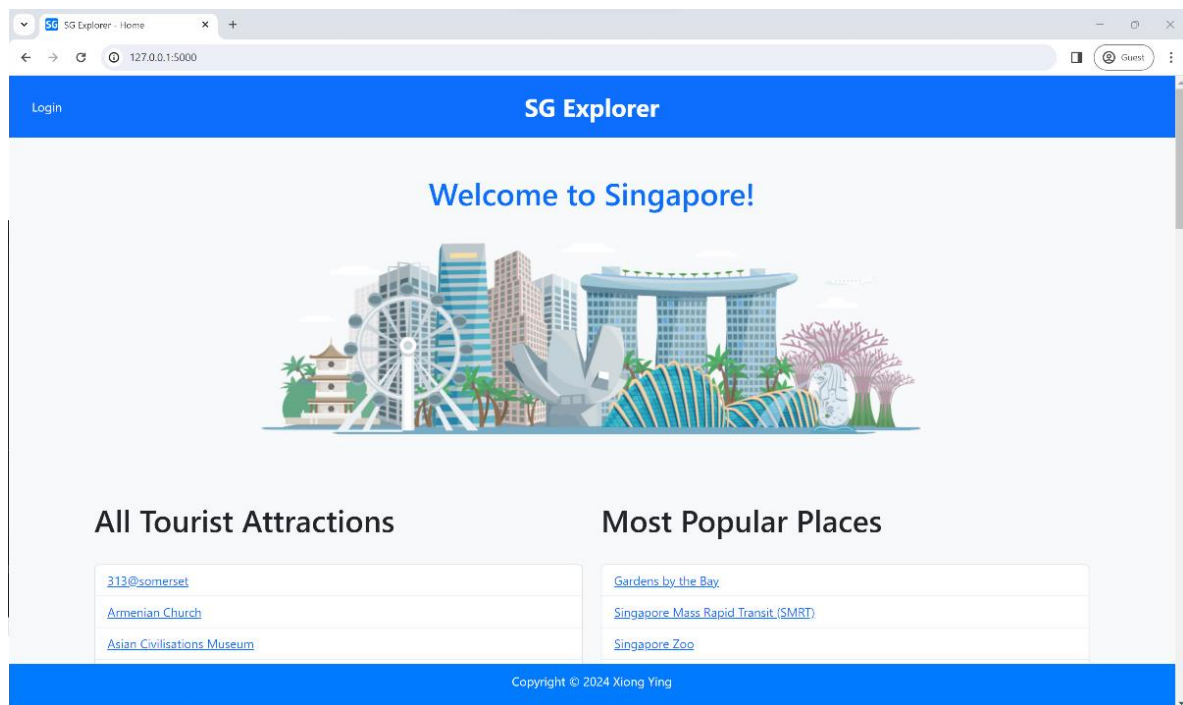 SG SG Explorer - Home
127.0.0.1:5000
Guest
Login
SG Explorer
Welcome to Singapore!
All Tourist Attractions
313@somerset
Armenian Church
Asian Civilisations Museum
Most Popular Places
Gardens by the Bay
Singapore Mass Rapid Transit (SMRT)
Singapore Zoo
Copyright © 2024 Xiong Ying